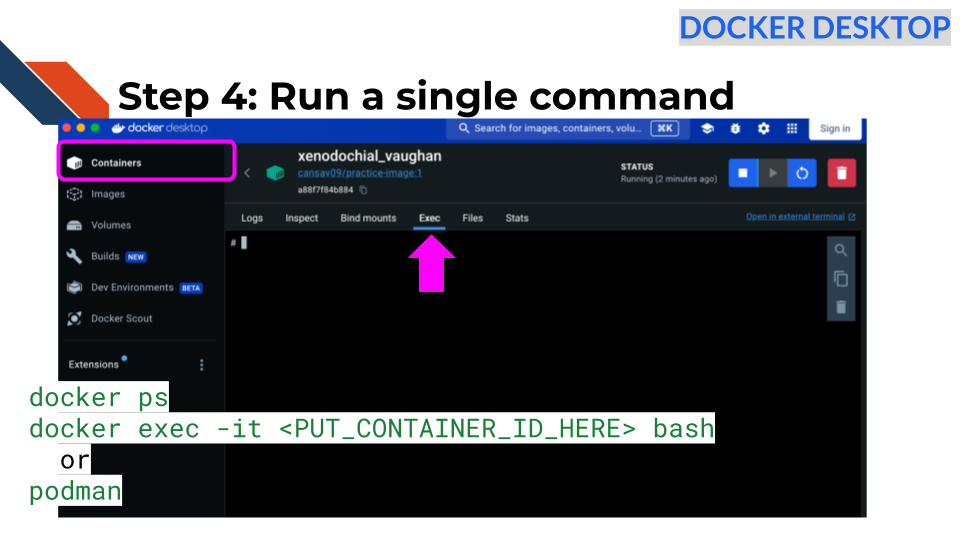 DOCKER DESKTOP
Step 4: Run a single command
docker desktop
Search for images, containers, volu...
⌘K
Sign in
Containers
Images
Volumes
Builds NEW
Dev Environments BETA
Docker Scout
Extensions
xenodochial_vaughan
cansav09/practice-image:1
a88f7f84b884
STATUS
Running (2 minutes ago)
Logs Inspect Bind mounts Exec Files Stats
Open in external terminal
#
docker ps
docker exec -it <PUT_CONTAINER_ID_HERE> bash
or
podman